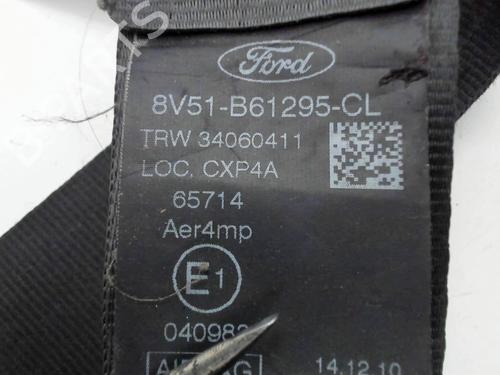 Ford
8V51-B61295-CL
TRW 34060411
LOC. CXP4A
65714
Aer4mp
E1
14.12.10